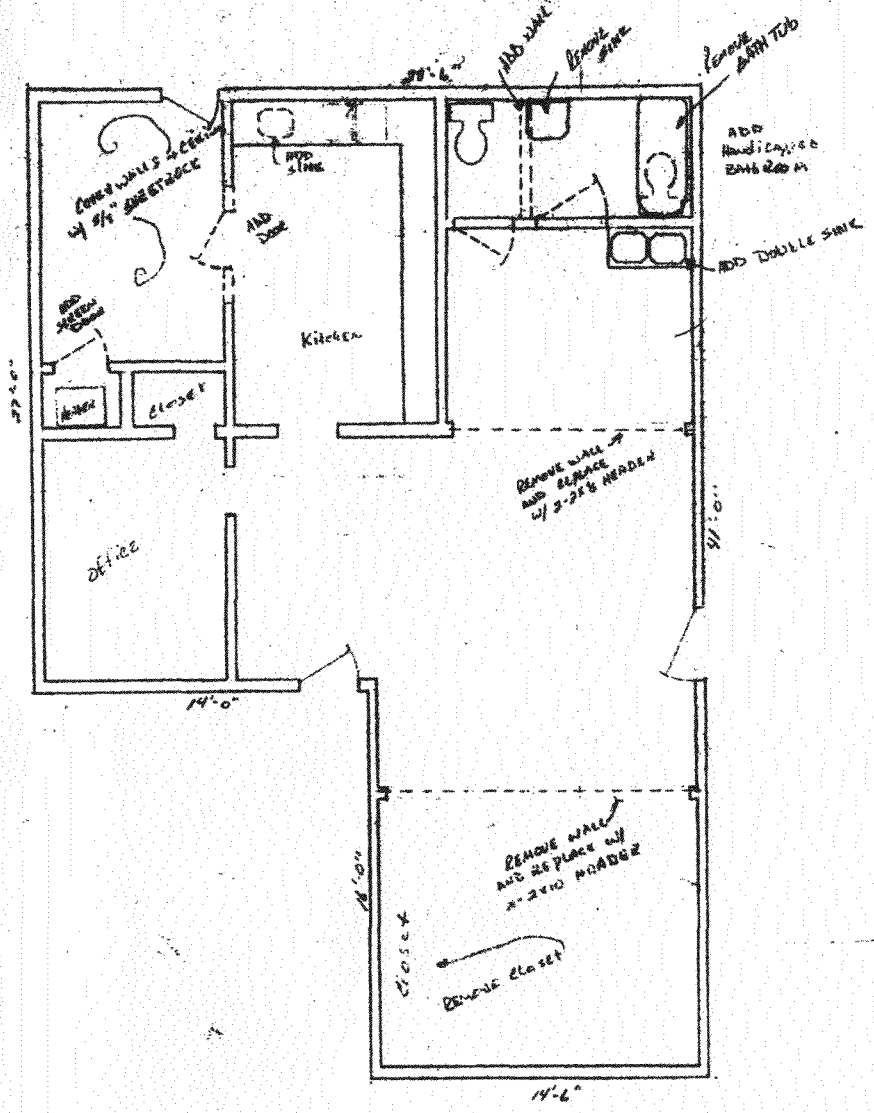 ADD WALL
REMOVE
SINK
REMOVE
BATH TUB
ADD
HANDICAPPED
BATHROOM
COVER WALLS & CEILING
w/ 5/8" SHEETROCK
ADD
SINK
ADD
DOOR
ADD DOUBLE SINK
ADD
SCREEN
DOOR
Kitchen
CLOSET
REMOVE WALL
AND REPLACE
w/ 2-2x8 HEADER
41'-0"
OFFICE
14'-0"
REMOVE WALL
AND REPLACE w/
2-2x10 HEADER
CLOSET
REMOVE CLOSET
14'-6"